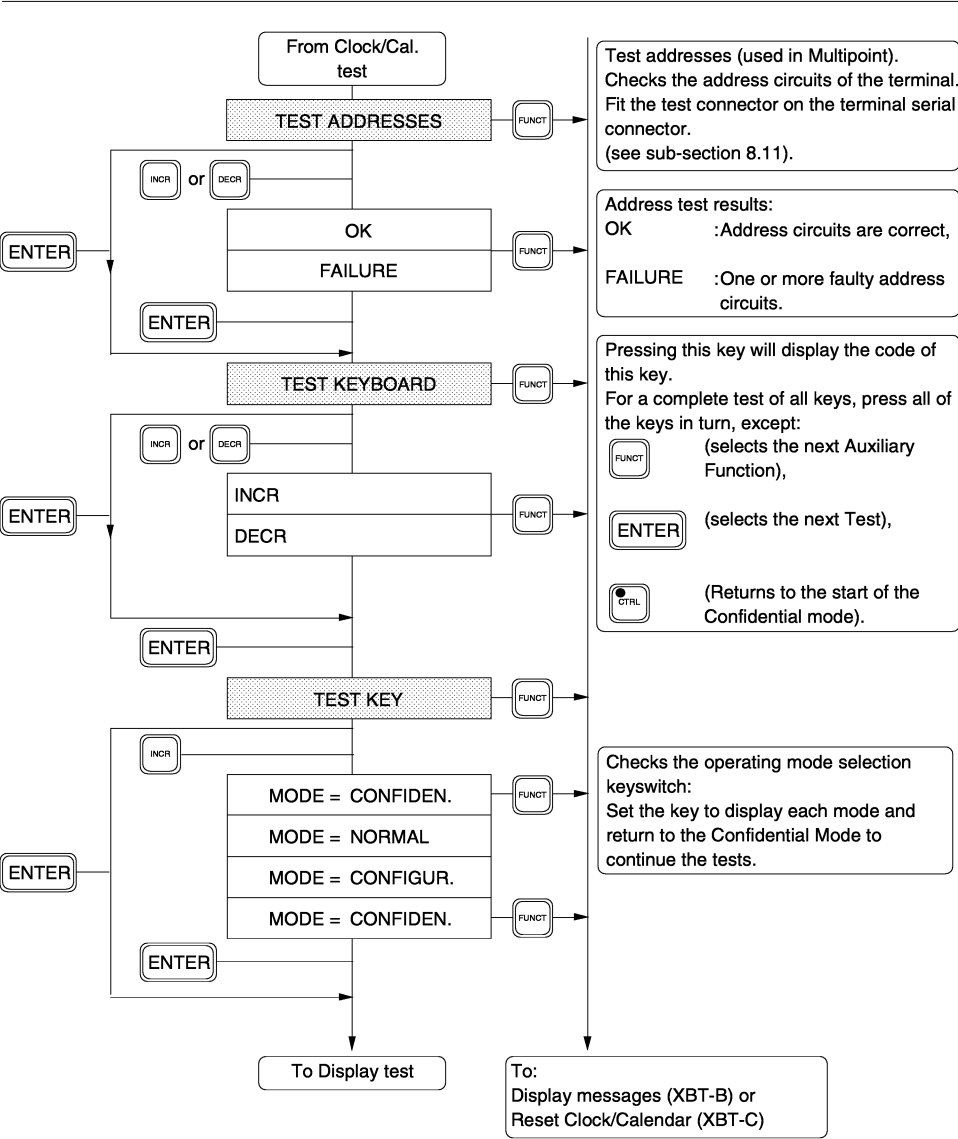 From Clock/Cal.
test
TEST ADDRESSES
FUNCT
Test addresses (used in Multipoint).
Checks the address circuits of the terminal.
Fit the test connector on the terminal serial
connector.
(see sub-section 8.11).
INCR or DECR
ENTER
OK
FAILURE
FUNCT
ENTER
Address test results:
OK :Address circuits are correct,
FAILURE :One or more faulty address
circuits.
TEST KEYBOARD
FUNCT
Pressing this key will display the code of
this key.
For a complete test of all keys, press all of
the keys in turn, except:
FUNCT (selects the next Auxiliary
Function),
ENTER (selects the next Test),
CTRL (Returns to the start of the
Confidential mode).
INCR or DECR
ENTER
INCR
DECR
FUNCT
ENTER
TEST KEY
FUNCT
INCR
MODE = CONFIDEN.
FUNCT
MODE = NORMAL
ENTER
MODE = CONFIGUR.
MODE = CONFIDEN.
FUNCT
ENTER
Checks the operating mode selection
keyswitch:
Set the key to display each mode and
return to the Confidential Mode to
continue the tests.
To Display test
To:
Display messages (XBT-B) or
Reset Clock/Calendar (XBT-C)